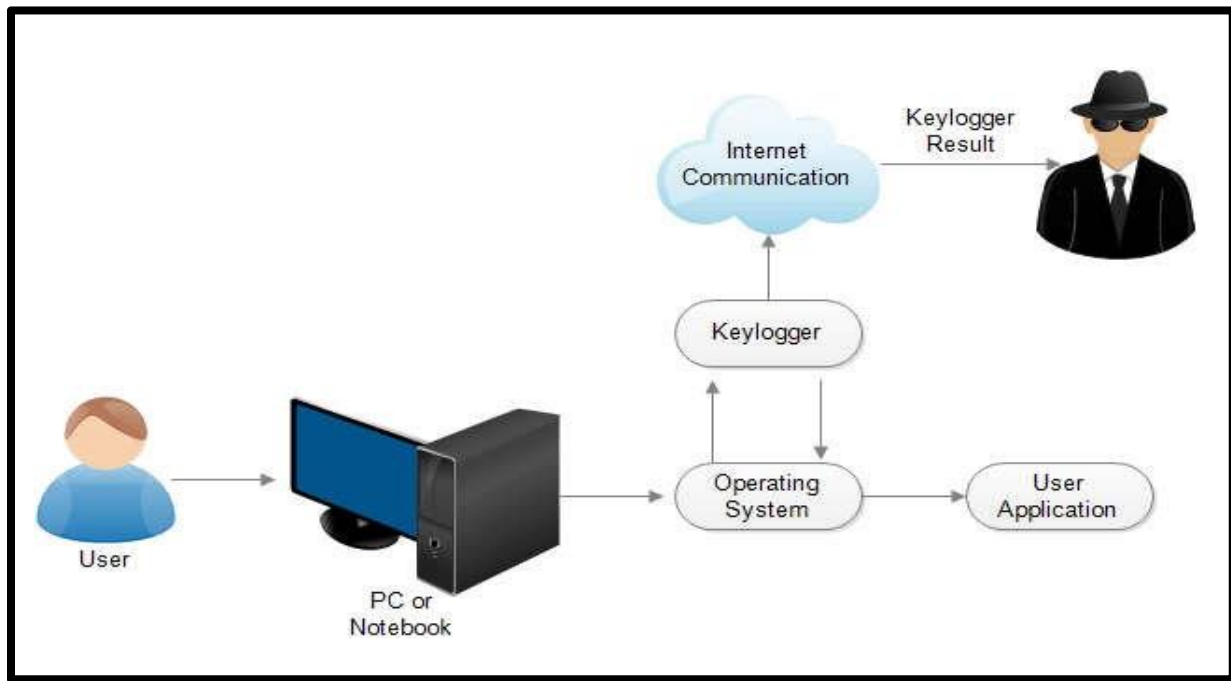 Keylogger
Result
Internet
Communication
Keylogger
Operating
System
User
Application
User
PC or
Notebook